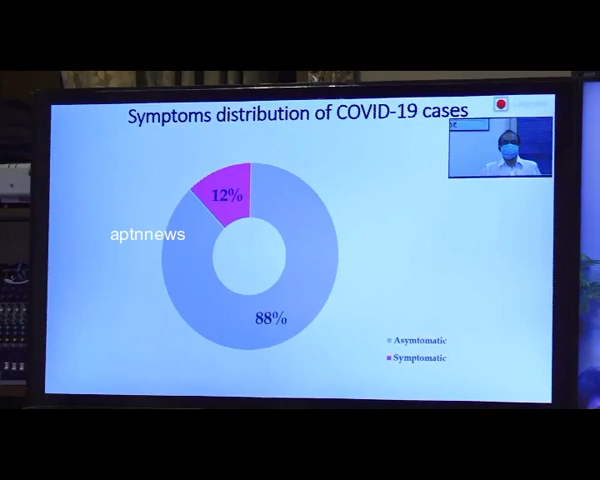 Symptoms distribution of COVID-19 cases
12%
aptnnews
88%
Asymtomatic
Symptomatic